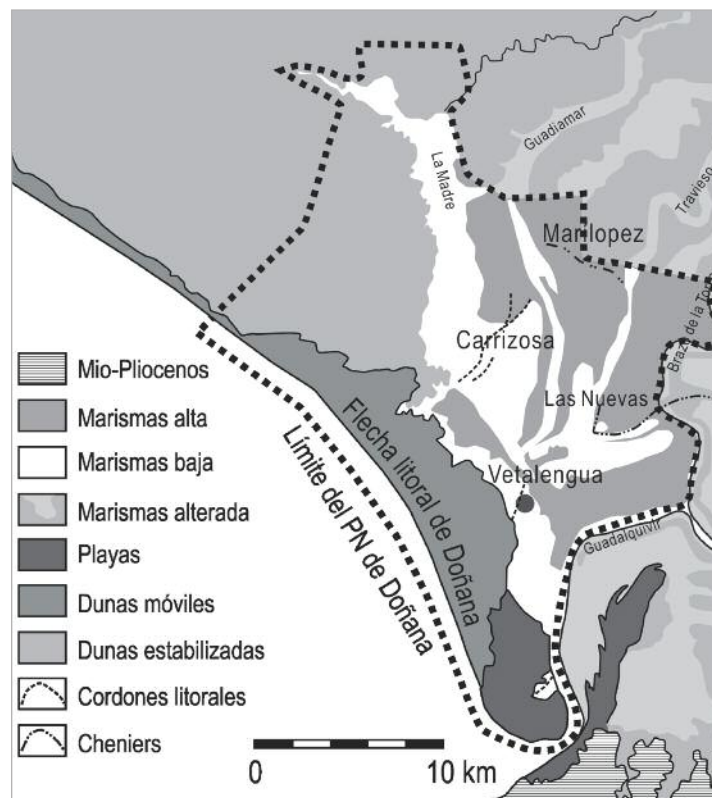 Guadiamar
La Madre
Travieso
Marilopez
Brazo de la Torre
Carrizosa
Las Nuevas
Vetalengua
Guadalquivir
Flecha litoral de Doñana
Límite del PN de Doñana
Mio-Pliocenos
Marismas alta
Marismas baja
Marismas alterada
Playas
Dunas móviles
Dunas estabilizadas
Cordones litorales
Cheniers
0 10 km